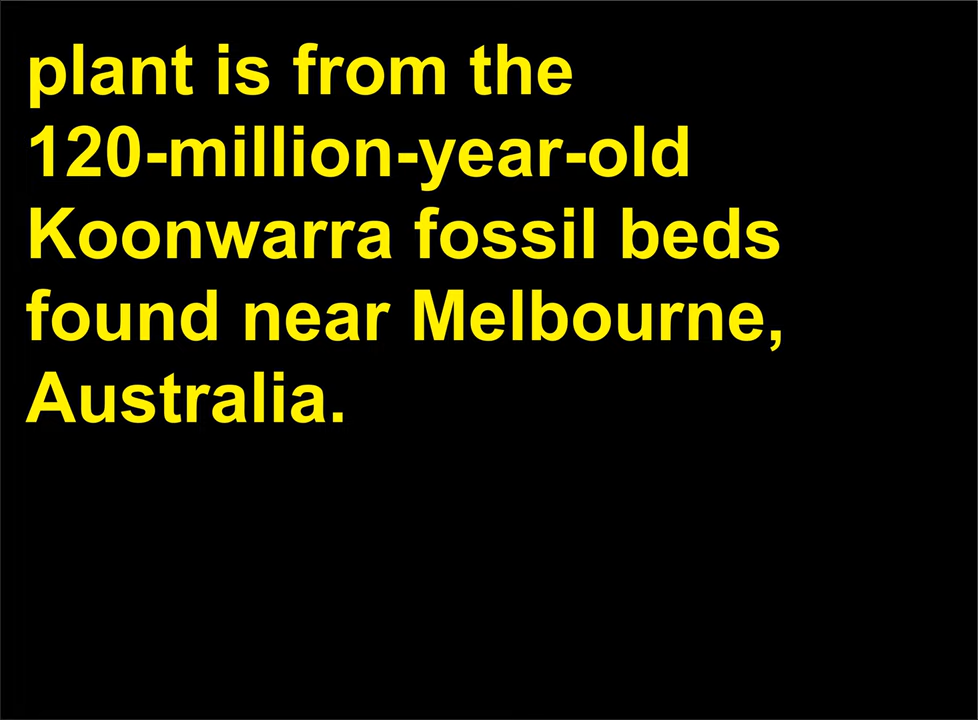 plant is from the
120-million-year-old
Koonwarra fossil beds
found near Melbourne,
Australia.